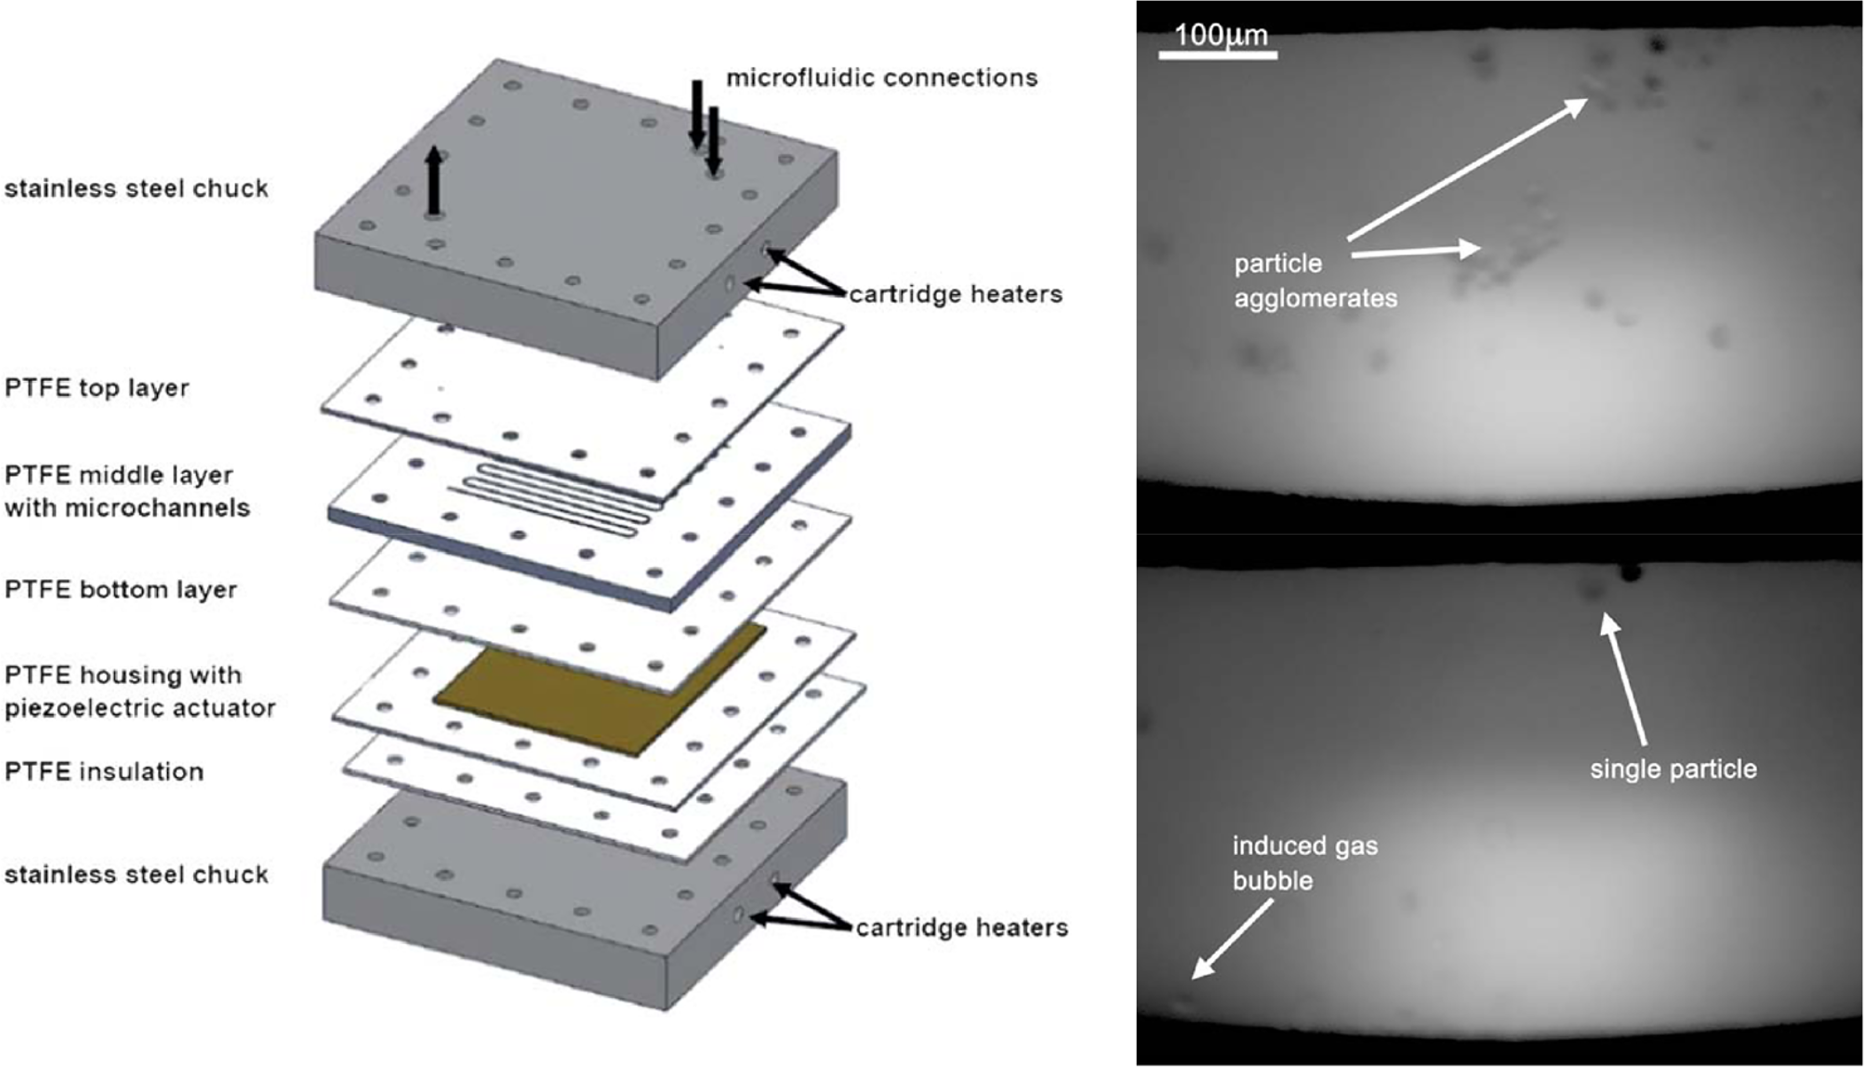 microfluidic connections
stainless steel chuck
cartridge heaters
PTFE top layer
PTFE middle layer
with microchannels
PTFE bottom layer
PTFE housing with
piezoelectric actuator
PTFE insulation
stainless steel chuck
cartridge heaters
100μm
particle
agglomerates
single particle
induced gas
bubble